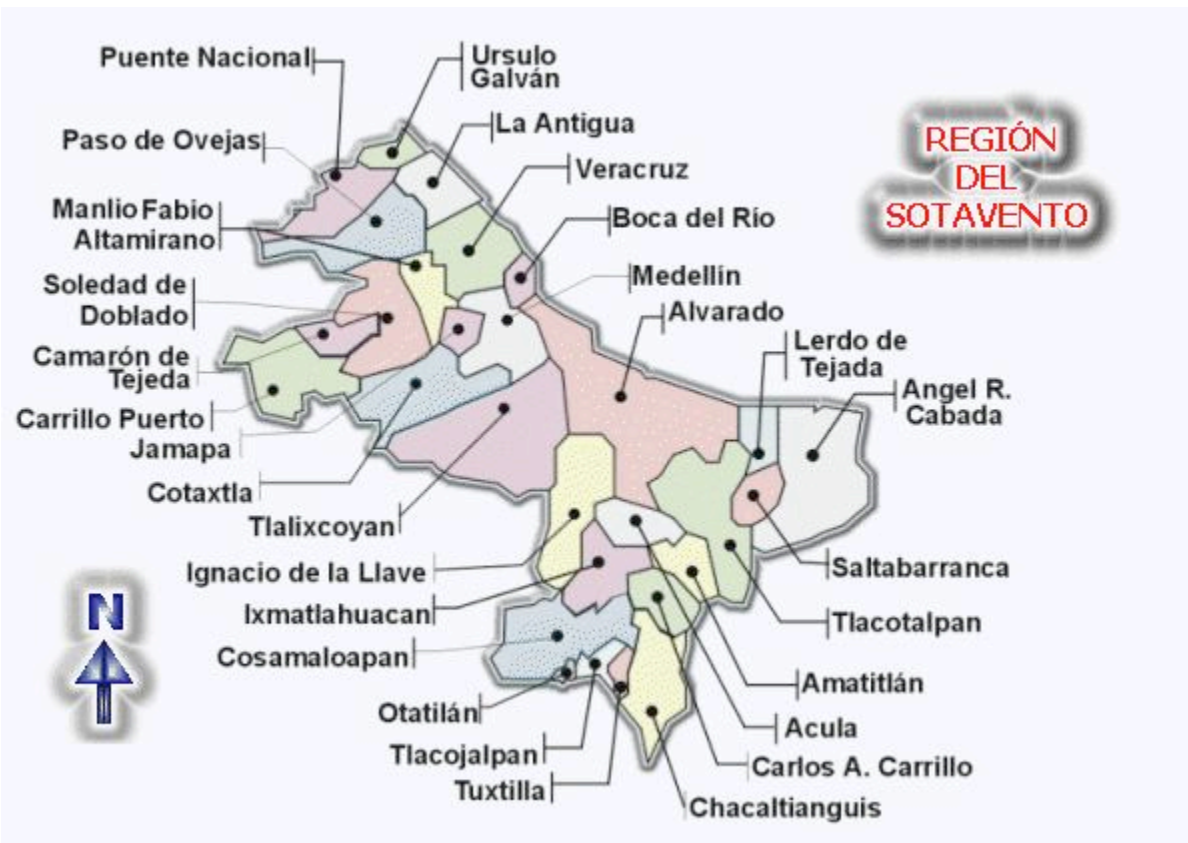 Puente Nacional
Ursulo
Galván
La Antigua
Paso de Ovejas
Veracruz
REGIÓN
DEL
SOTAVENTO
Manlio Fabio
Altamirano
Boca del Río
Medellín
Soledad de
Doblado
Alvarado
Lerdo de
Tejada
Camarón de
Tejeda
Angel R.
Cabada
Carrillo Puerto
Jamapa
Cotaxtla
Tlalixcoyan
Ignacio de la Llave
Saltabarranca
Ixmatlahuacan
Tlacotalpan
N
Cosamaloapan
Amatitlán
Otatilán
Acula
Tlacojalpan
Carlos A. Carrillo
Tuxtilla
Chacaltianguis